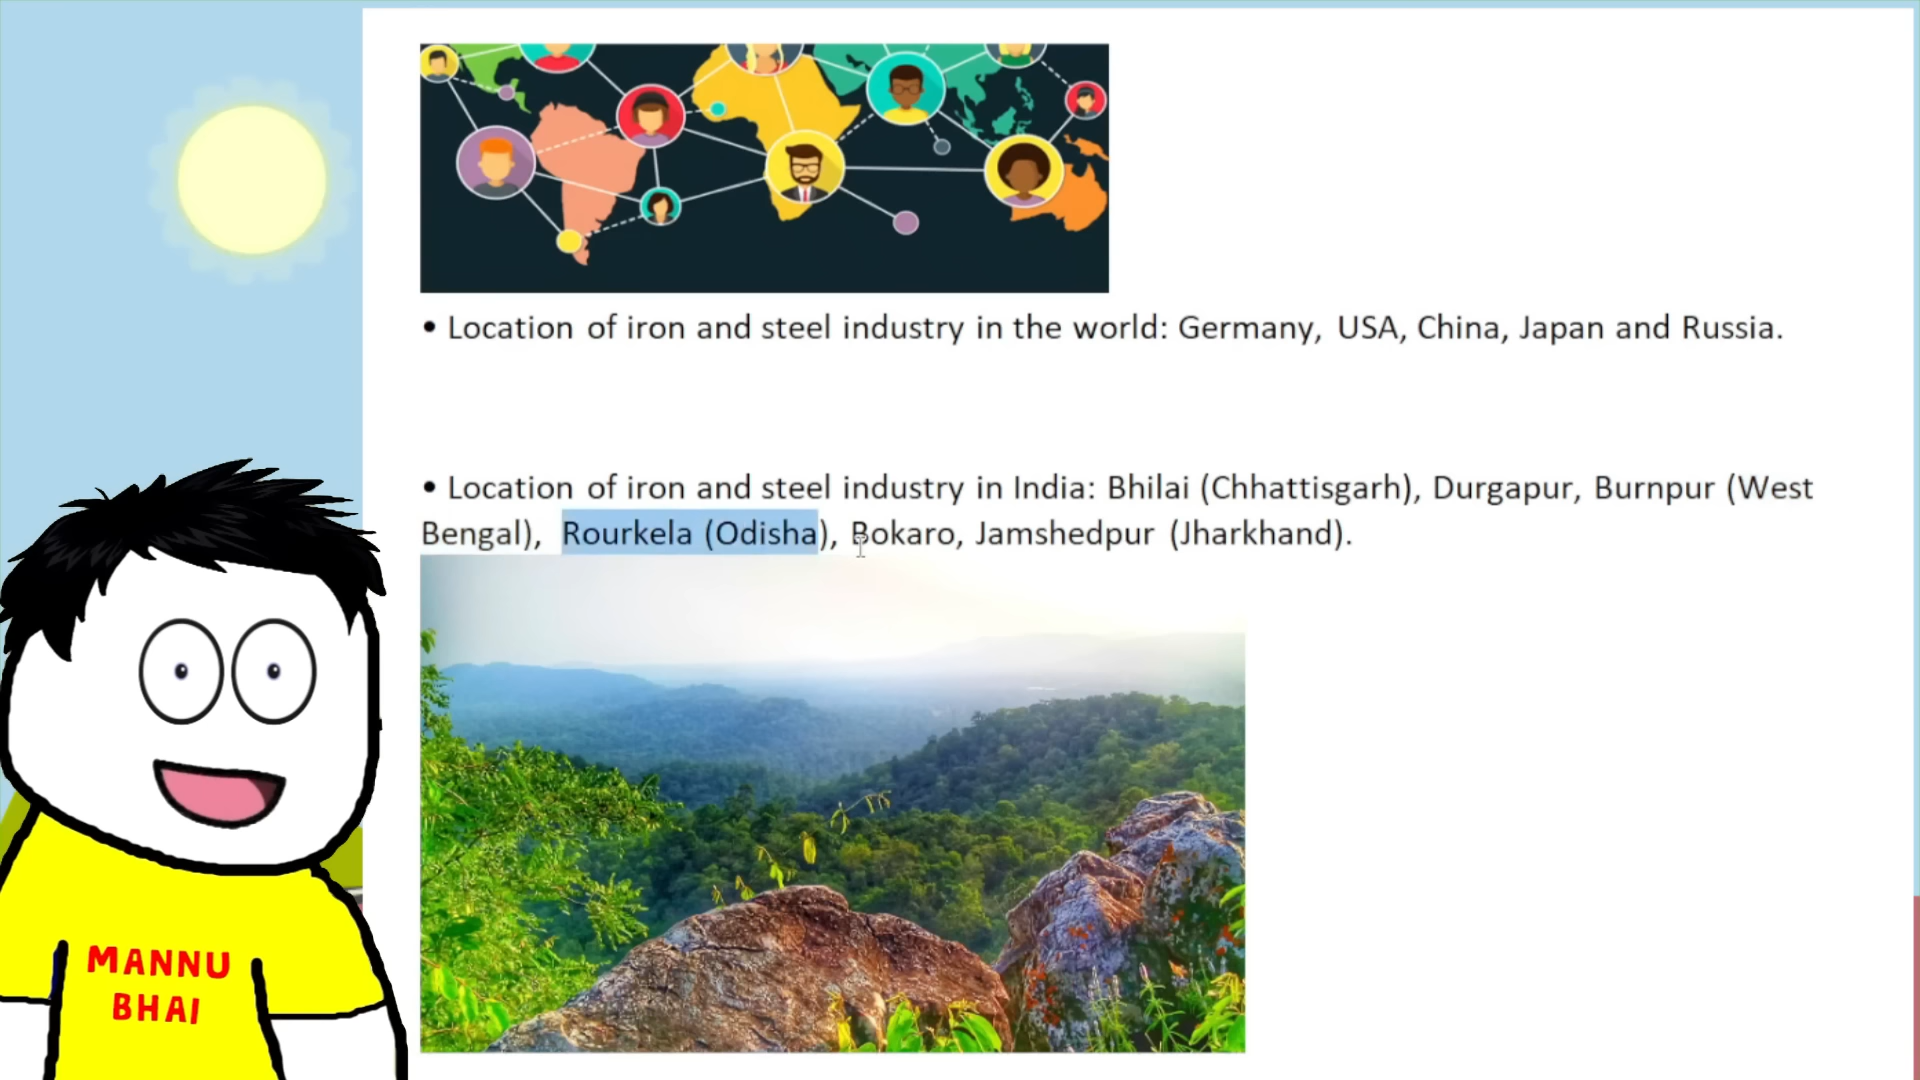 • Location of iron and steel industry in the world: Germany, USA, China, Japan and Russia.
• Location of iron and steel industry in India: Bhilai (Chhattisgarh), Durgapur, Burnpur (West
Bengal), Rourkela (Odisha), Bokaro, Jamshedpur (Jharkhand).
MANNU
BHAI